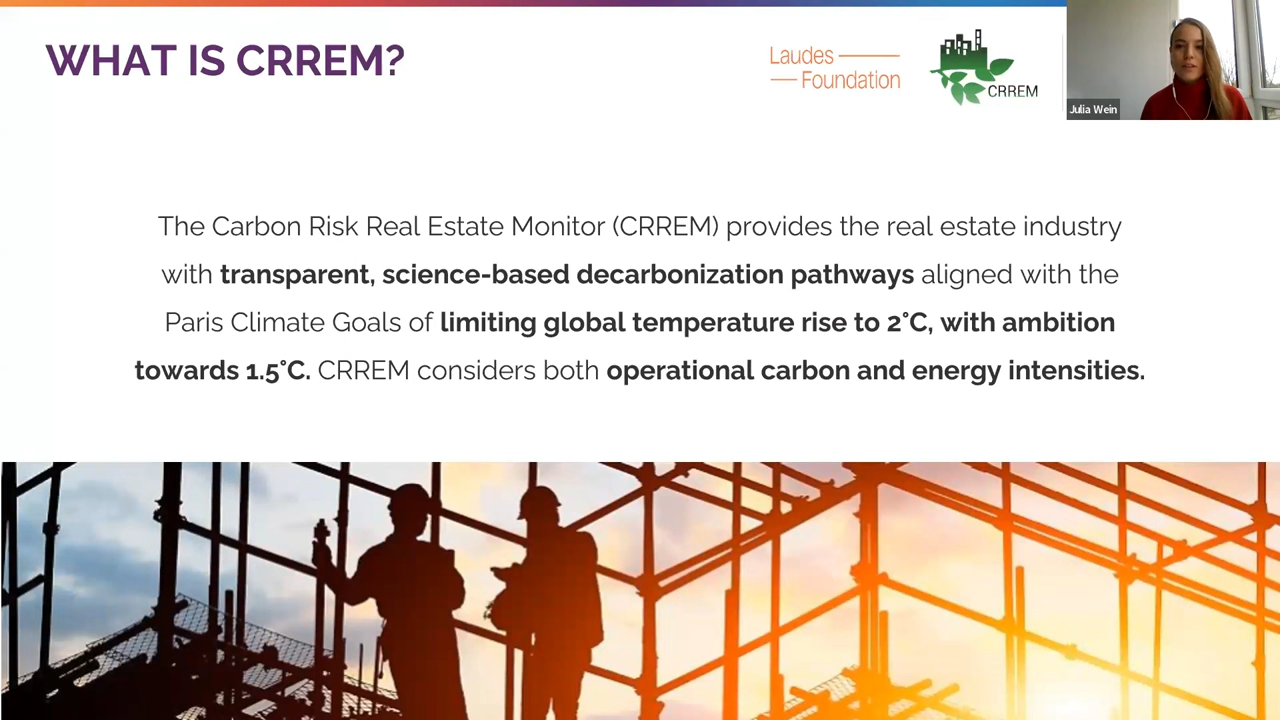 WHAT IS CRREM?
Laudes
Foundation
CRREM
Julia Wein
The Carbon Risk Real Estate Monitor (CRREM) provides the real estate industry
with transparent, science-based decarbonization pathways aligned with the
Paris Climate Goals of limiting global temperature rise to 2°C, with ambition
towards 1.5°C. CRREM considers both operational carbon and energy intensities.